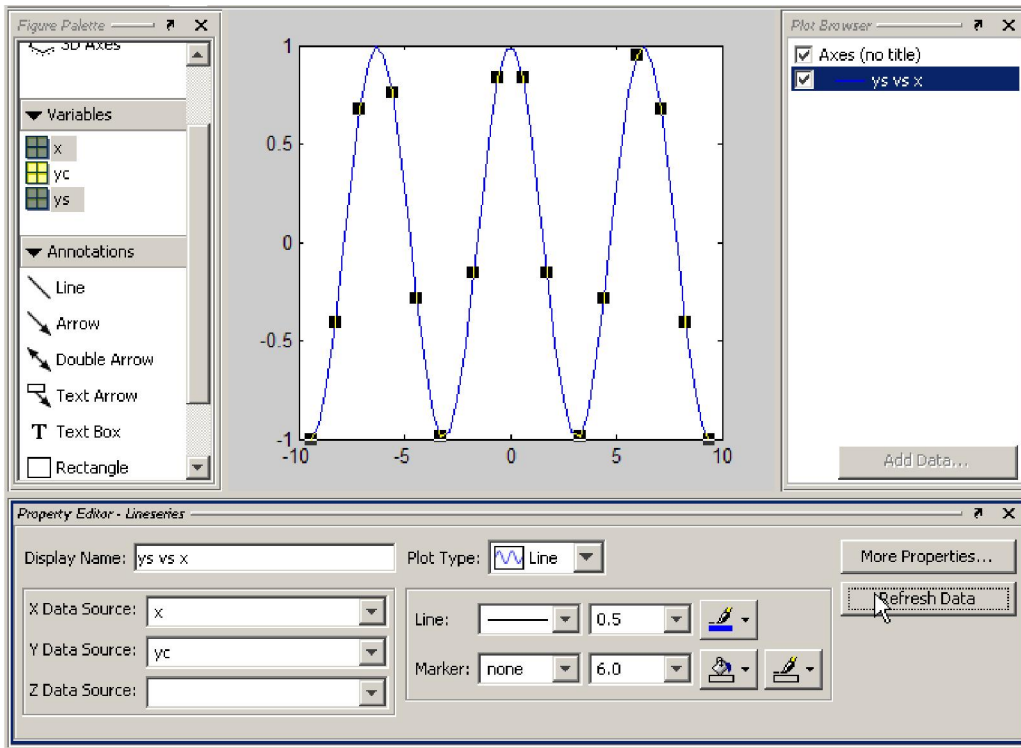 Figure Palette
3D Axes
Variables
x
yc
ys
Annotations
Line
Arrow
Double Arrow
Text Arrow
T Text Box
Rectangle
1
0.5
0
-0.5
-1
-10 -5 0 5 10
Plot Browser
Axes (no title)
ys vs x
Add Data...
Property Editor - Lineseries
Display Name: ys vs x
Plot Type: Line
More Properties...
X Data Source: x
Line: 0.5
Refresh Data
Y Data Source: yc
Marker: none 6.0
Z Data Source: